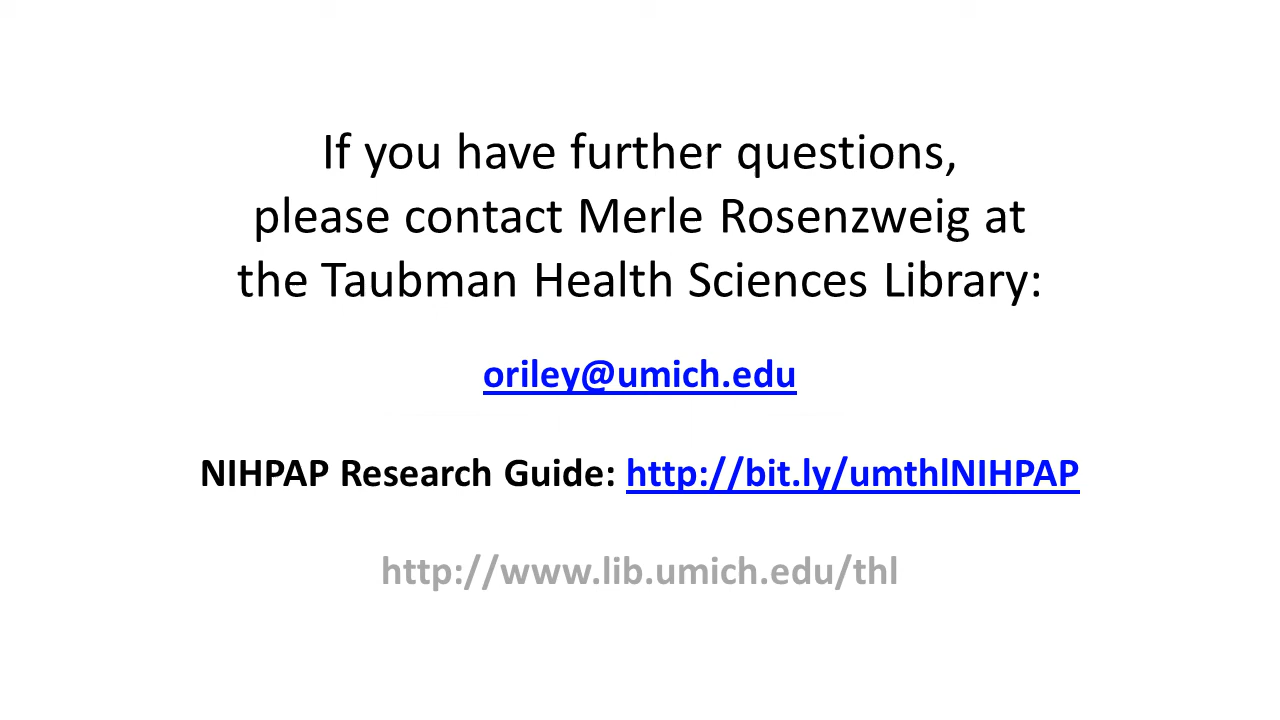 If you have further questions,
please contact Merle Rosenzweig at
the Taubman Health Sciences Library:
oriley@umich.edu
NIHPAP Research Guide: http://bit.ly/umthlNIHPAP
http://www.lib.umich.edu/thl